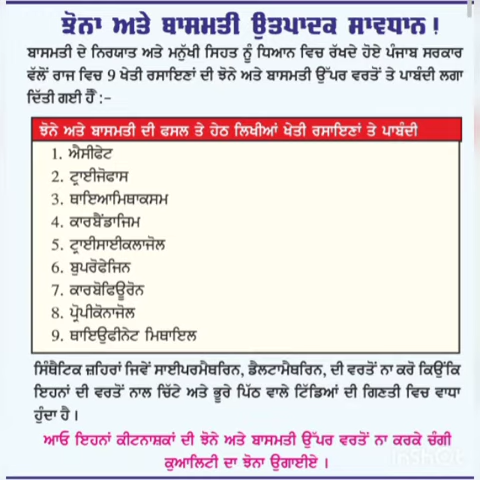 ਝੋਨਾ ਅਤੇ ਬਾਸਮਤੀ ਉਤਪਾਦਕ ਸਾਵਧਾਨ !
ਬਾਸਮਤੀ ਦੇ ਨਿਰਯਾਤ ਅਤੇ ਮਨੁੱਖੀ ਸਿਹਤ ਨੂੰ ਧਿਆਨ ਵਿਚ ਰੱਖਦੇ ਹੋਏ ਪੰਜਾਬ ਸਰਕਾਰ
ਵੱਲੋਂ ਰਾਜ ਵਿਚ 9 ਖੇਤੀ ਰਸਾਇਣਾਂ ਦੀ ਝੋਨੇ ਅਤੇ ਬਾਸਮਤੀ ਉੱਪਰ ਵਰਤੋਂ ਤੇ ਪਾਬੰਦੀ ਲਗਾ
ਦਿੱਤੀ ਗਈ ਹੈ :-
ਝੋਨੇ ਅਤੇ ਬਾਸਮਤੀ ਦੀ ਫਸਲ ਤੇ ਹੇਠ ਲਿਖੀਆਂ ਖੇਤੀ ਰਸਾਇਣਾਂ ਤੇ ਪਾਬੰਦੀ
1. ਐਸੀਫੇਟ
2. ਟ੍ਰਾਈਜੋਫਾਸ
3. ਥਾਇਆਮਿਥਾਕਸਮ
4. ਕਾਰਬੈਂਡਾਜਿਮ
5. ਟ੍ਰਾਈਸਾਈਕਲਾਜੋਲ
6. ਬੁਪਰੋਫੇਜਿਨ
7. ਕਾਰਬੋਫਿਊਰੋਨ
8. ਪ੍ਰੋਪੀਕੋਨਾਜੋਲ
9. ਥਾਇਉਫੀਨੇਟ ਮਿਥਾਇਲ
ਸਿੰਥੈਟਿਕ ਜ਼ਹਿਰਾਂ ਜਿਵੇਂ ਸਾਈਪਰਮੈਥਰਿਨ, ਡੈਲਟਾਮੈਥਰਿਨ, ਦੀ ਵਰਤੋਂ ਨਾ ਕਰੋ ਕਿਉਂਕਿ
ਇਹਨਾਂ ਦੀ ਵਰਤੋਂ ਨਾਲ ਚਿੱਟੇ ਅਤੇ ਭੂਰੇ ਪਿੱਠ ਵਾਲੇ ਟਿੱਡਿਆਂ ਦੀ ਗਿਣਤੀ ਵਿਚ ਵਾਧਾ
ਹੁੰਦਾ ਹੈ।
ਆਓ ਇਹਨਾਂ ਕੀਟਨਾਸ਼ਕਾਂ ਦੀ ਝੋਨੇ ਅਤੇ ਬਾਸਮਤੀ ਉੱਪਰ ਵਰਤੋਂ ਨਾ ਕਰਕੇ ਚੰਗੀ
ਕੁਆਲਿਟੀ ਦਾ ਝੋਨਾ ਉਗਾਈਏ।
InShot